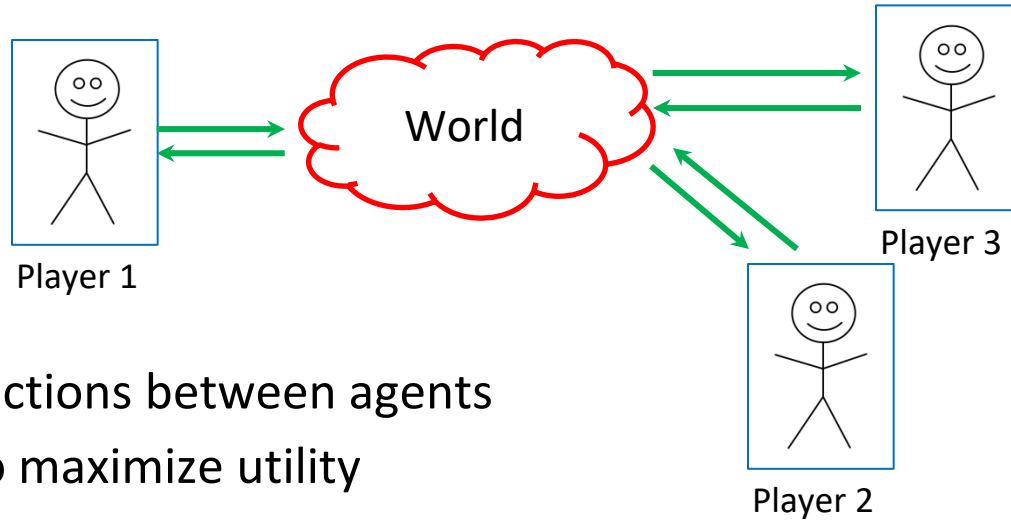 World
Player 1
Player 3
ctions between agents
o maximize utility
Player 2